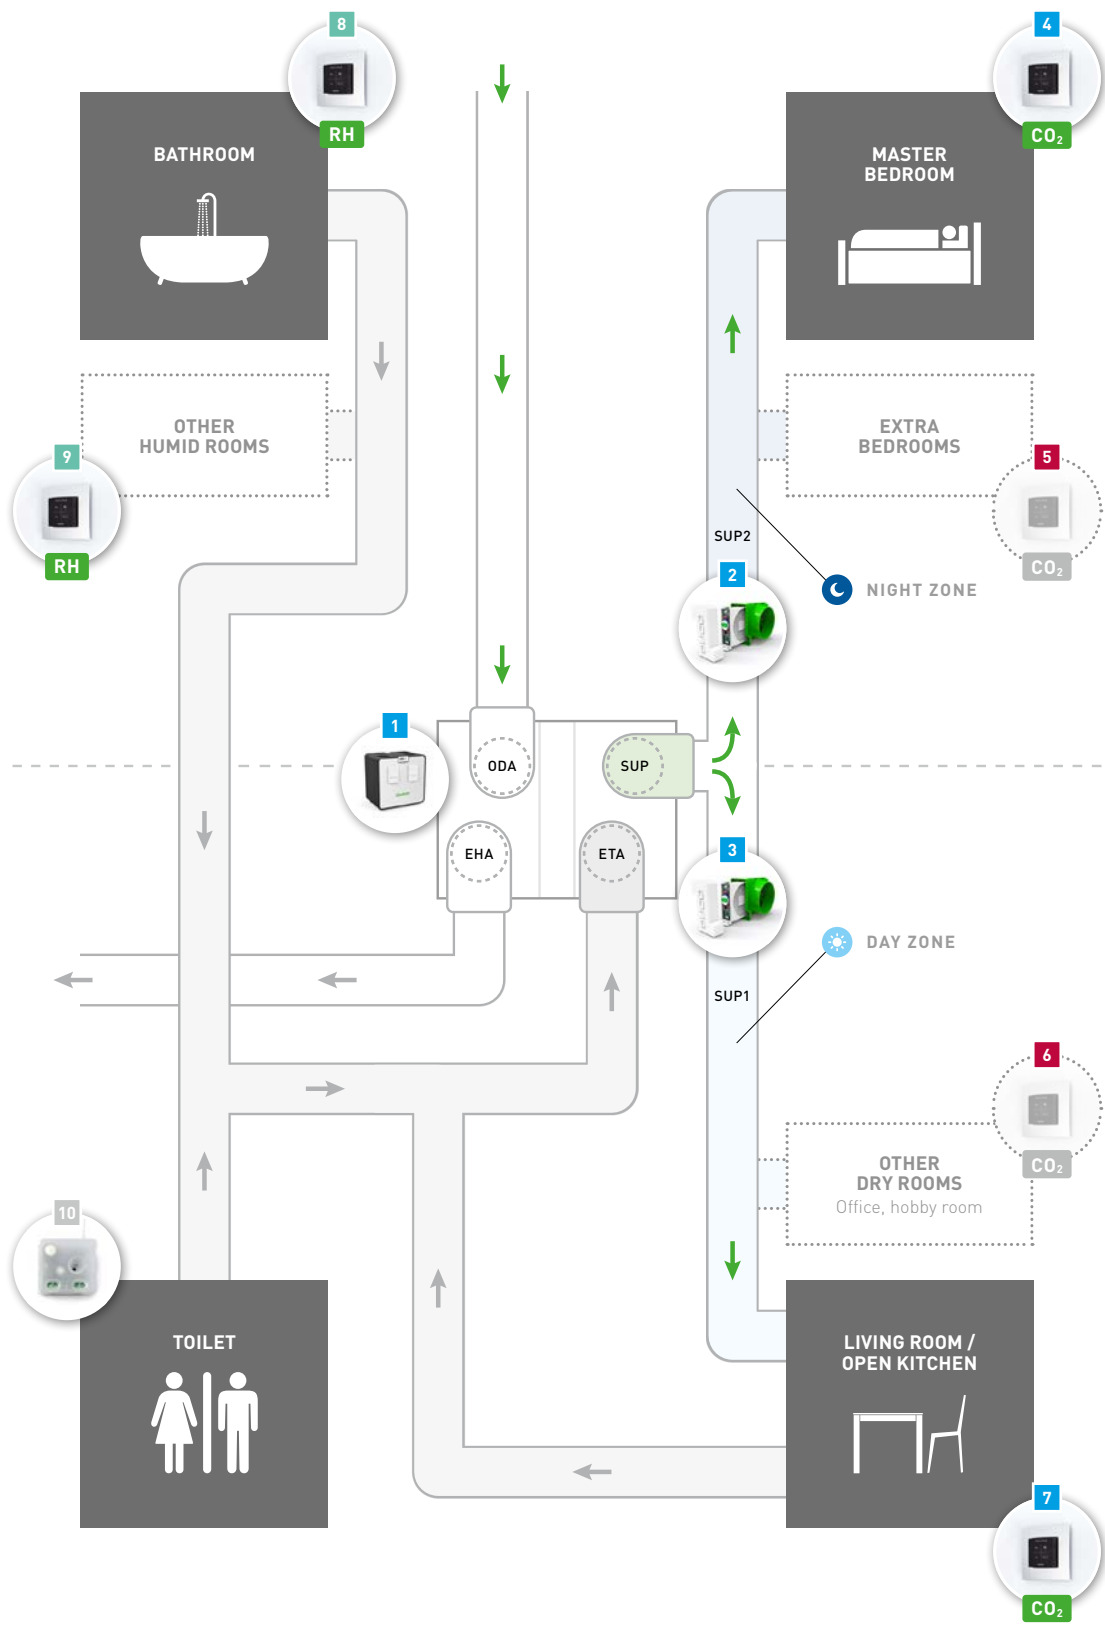 8
RH
BATHROOM
4
CO₂
MASTER
BEDROOM
OTHER
HUMID ROOMS
9
RH
EXTRA
BEDROOMS
5
CO₂
SUP2
2
NIGHT ZONE
1
ODA
SUP
EHA
ETA
3
DAY ZONE
SUP1
6
CO₂
OTHER
DRY ROOMS
Office, hobby room
10
TOILET
LIVING ROOM /
OPEN KITCHEN
7
CO₂